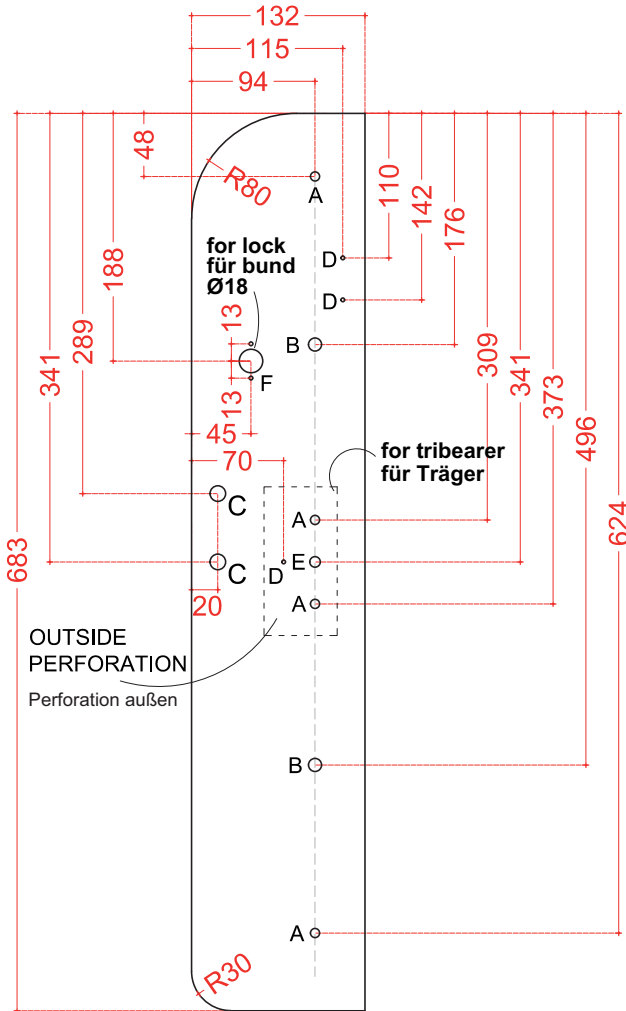 132
115
94
48
R80
A
110
142
176
188
289
341
683
for lock
für bund
Ø18
13
D
D
B
F
13
45
70
309
341
373
496
624
for tribearer
für Träger
C
A
C
D
E
20
A
OUTSIDE
PERFORATION
Perforation außen
B
A
R30